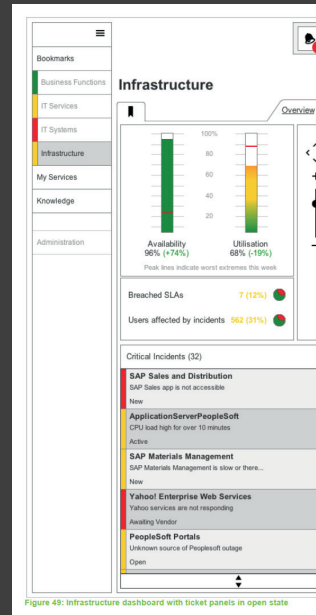 Bookmarks
Business Functions
IT Services
IT Systems
Infrastructure
My Services
Knowledge
Administration
Infrastructure
Overview
100%
80
60
40
20
Availability
96% (+74%)
Utilisation
68% (-19%)
Peak lines indicate worst extremes this week
Breached SLAs 7 (12%)
Users affected by incidents 562 (31%)
Critical Incidents (32)
SAP Sales and Distribution
SAP Sales app is not accessible
New
ApplicationServerPeopleSoft
CPU load high for over 10 minutes
Active
SAP Materials Management
SAP Materials Management is slow or there...
New
Yahoo! Enterprise Web Services
Yahoo services are not responding
Awaiting Vendor
PeopleSoft Portals
Unknown source of Peoplesoft outage
Open
Figure 49: Infrastructure dashboard with ticket panels in open state